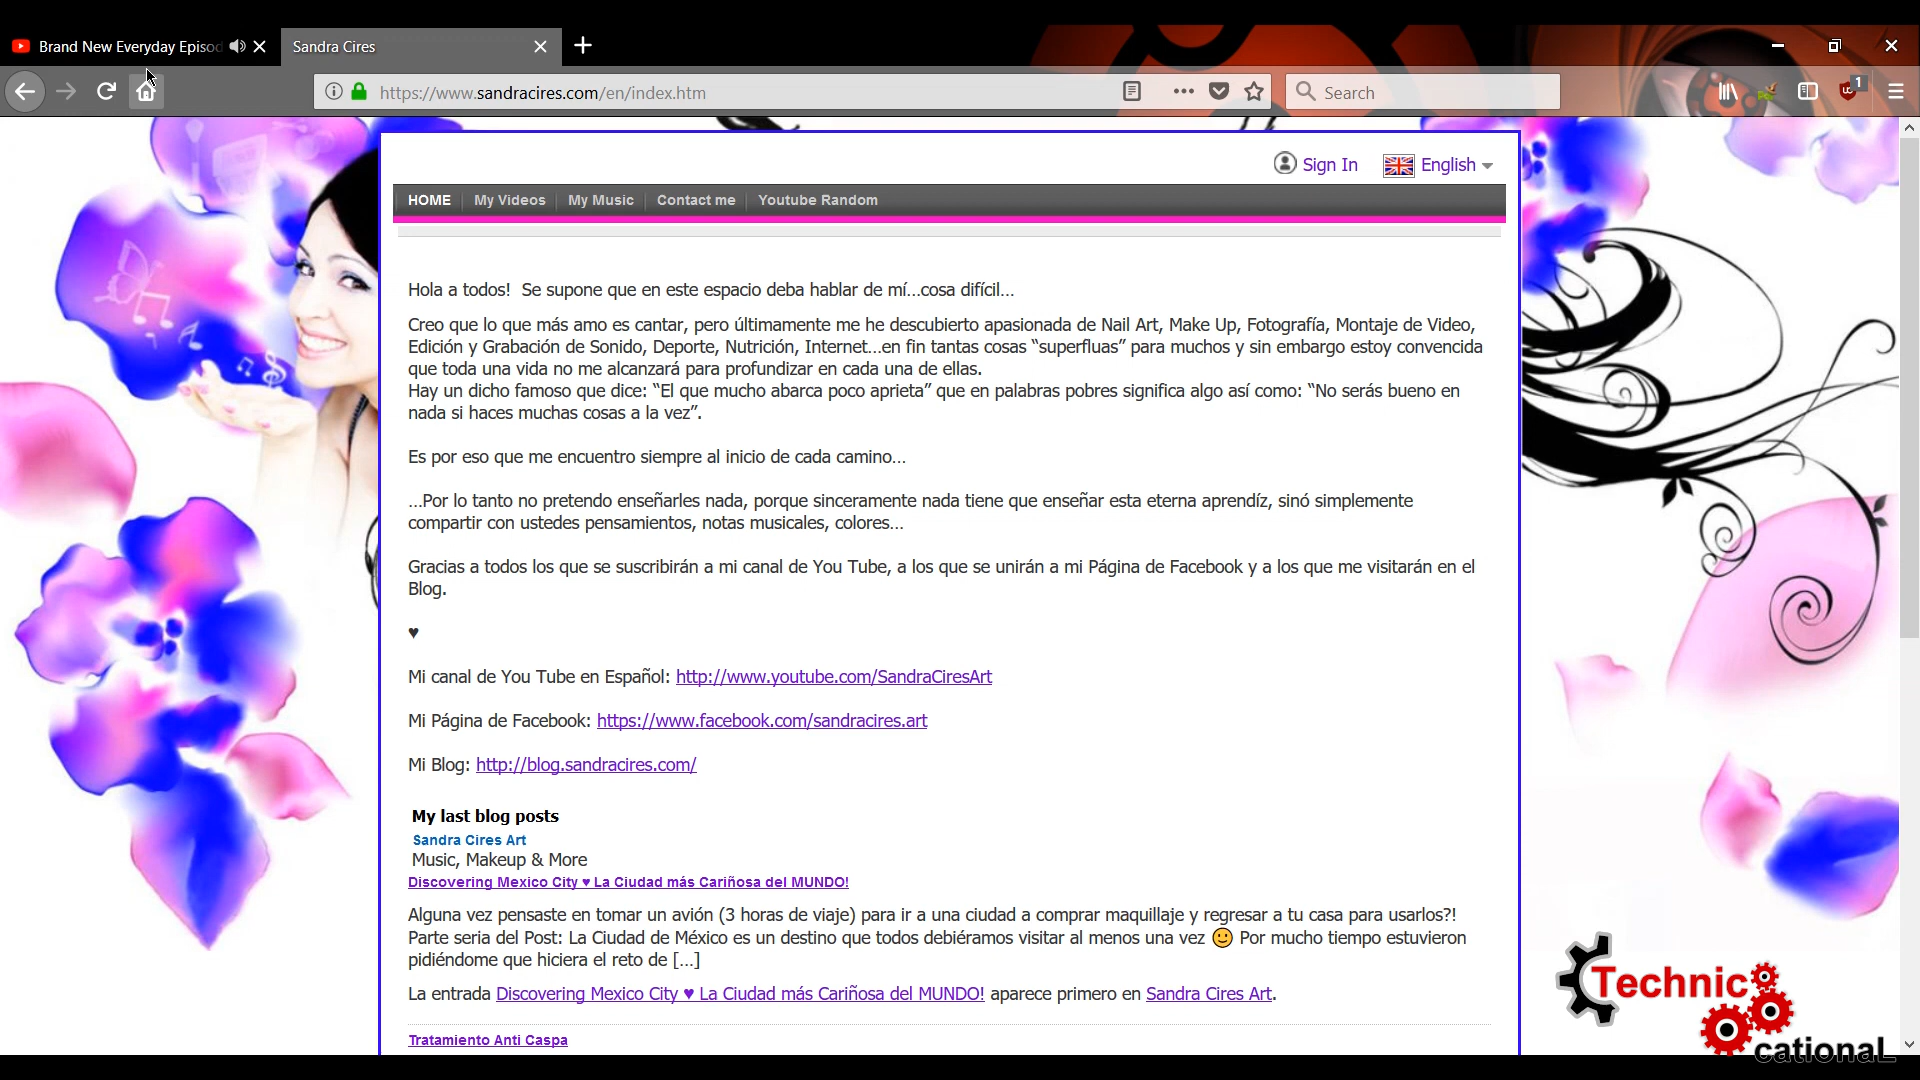 Brand New Everyday Episod
Sandra Cires
https://www.sandracires.com/en/index.htm
Search
1
Sign In
English
HOME
My Videos
My Music
Contact me
Youtube Random
Hola a todos!  Se supone que en este espacio deba hablar de mí...cosa difícil...
Creo que lo que más amo es cantar, pero últimamente me he descubierto apasionada de Nail Art, Make Up, Fotografía, Montaje de Video,
Edición y Grabación de Sonido, Deporte, Nutrición, Internet...en fin tantas cosas “superfluas” para muchos y sin embargo estoy convencida
que toda una vida no me alcanzará para profundizar en cada una de ellas.
Hay un dicho famoso que dice: “El que mucho abarca poco aprieta” que en palabras pobres significa algo así como: “No serás bueno en
nada si haces muchas cosas a la vez”.
Es por eso que me encuentro siempre al inicio de cada camino...
...Por lo tanto no pretendo enseñarles nada, porque sinceramente nada tiene que enseñar esta eterna aprendíz, sinó simplemente
compartir con ustedes pensamientos, notas musicales, colores...
Gracias a todos los que se suscribirán a mi canal de You Tube, a los que se unirán a mi Página de Facebook y a los que me visitarán en el
Blog.
♥
Mi canal de You Tube en Español: http://www.youtube.com/SandraCiresArt
Mi Página de Facebook: https://www.facebook.com/sandracires.art
Mi Blog: http://blog.sandracires.com/
My last blog posts
Sandra Cires Art
Music, Makeup & More
Discovering Mexico City ♥ La Ciudad más Cariñosa del MUNDO!
Alguna vez pensaste en tomar un avión (3 horas de viaje) para ir a una ciudad a comprar maquillaje y regresar a tu casa para usarlos?!
Parte seria del Post: La Ciudad de México es un destino que todos debiéramos visitar al menos una vez 🙂 Por mucho tiempo estuvieron
pidiéndome que hiciera el reto de [...]
La entrada Discovering Mexico City ♥ La Ciudad más Cariñosa del MUNDO! aparece primero en Sandra Cires Art.
Tratamiento Anti Caspa
Technic
cationaL